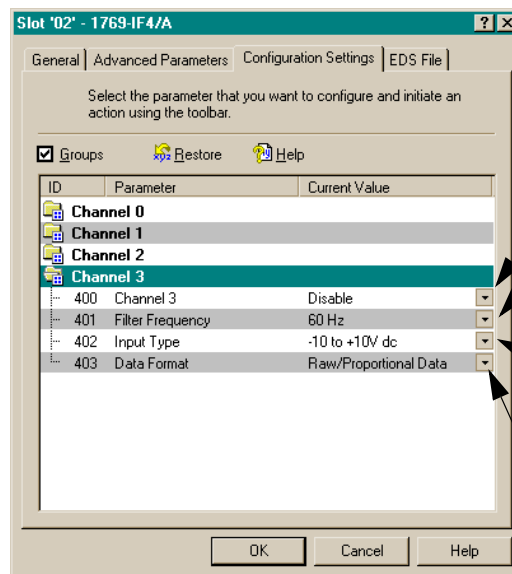 Slot '02' - 1769-IF4/A
General Advanced Parameters Configuration Settings EDS File
Select the parameter that you want to configure and initiate an
action using the toolbar.
Groups Restore Help
ID Parameter Current Value
Channel 0
Channel 1
Channel 2
Channel 3
400 Channel 3 Disable
401 Filter Frequency 60 Hz
402 Input Type -10 to +10V dc
403 Data Format Raw/Proportional Data
OK Cancel Help